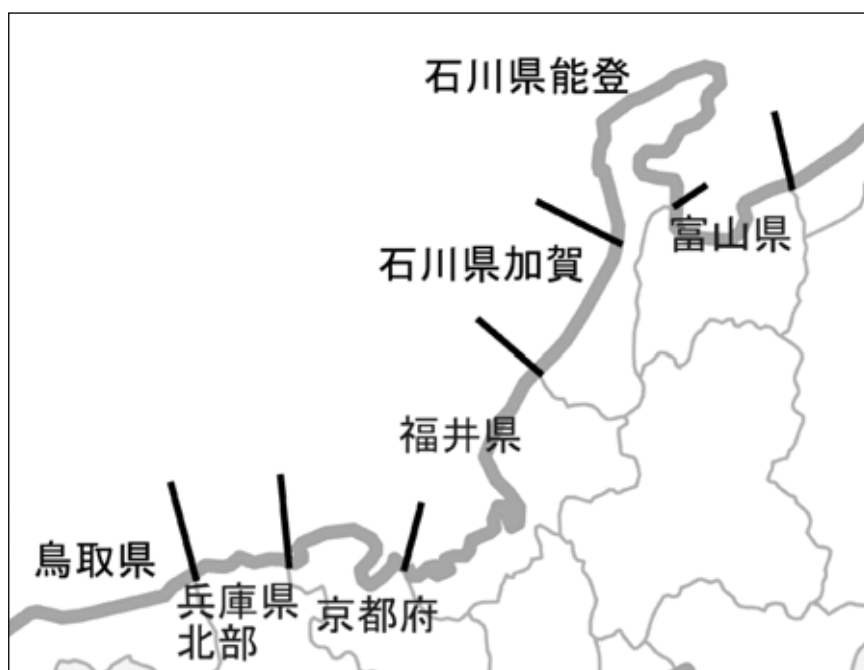 石川県能登
富山県
石川県加賀
福井県
鳥取県
兵庫県
北部
京都府